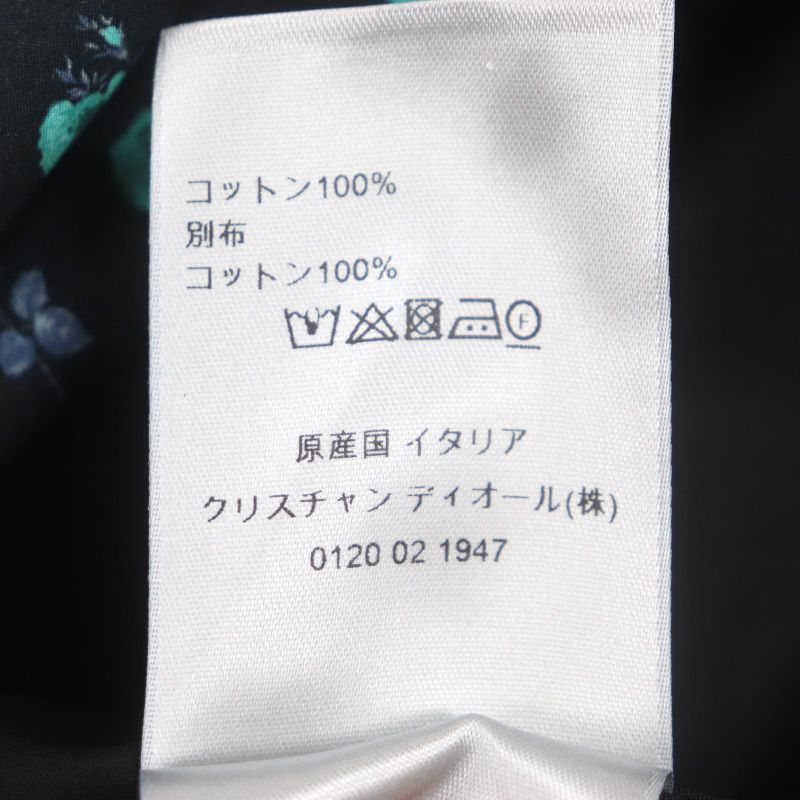 コットン100%
別布
コットン100%
F
原産国 イタリア
クリスチャン ディオール(株)
0120 02 1947